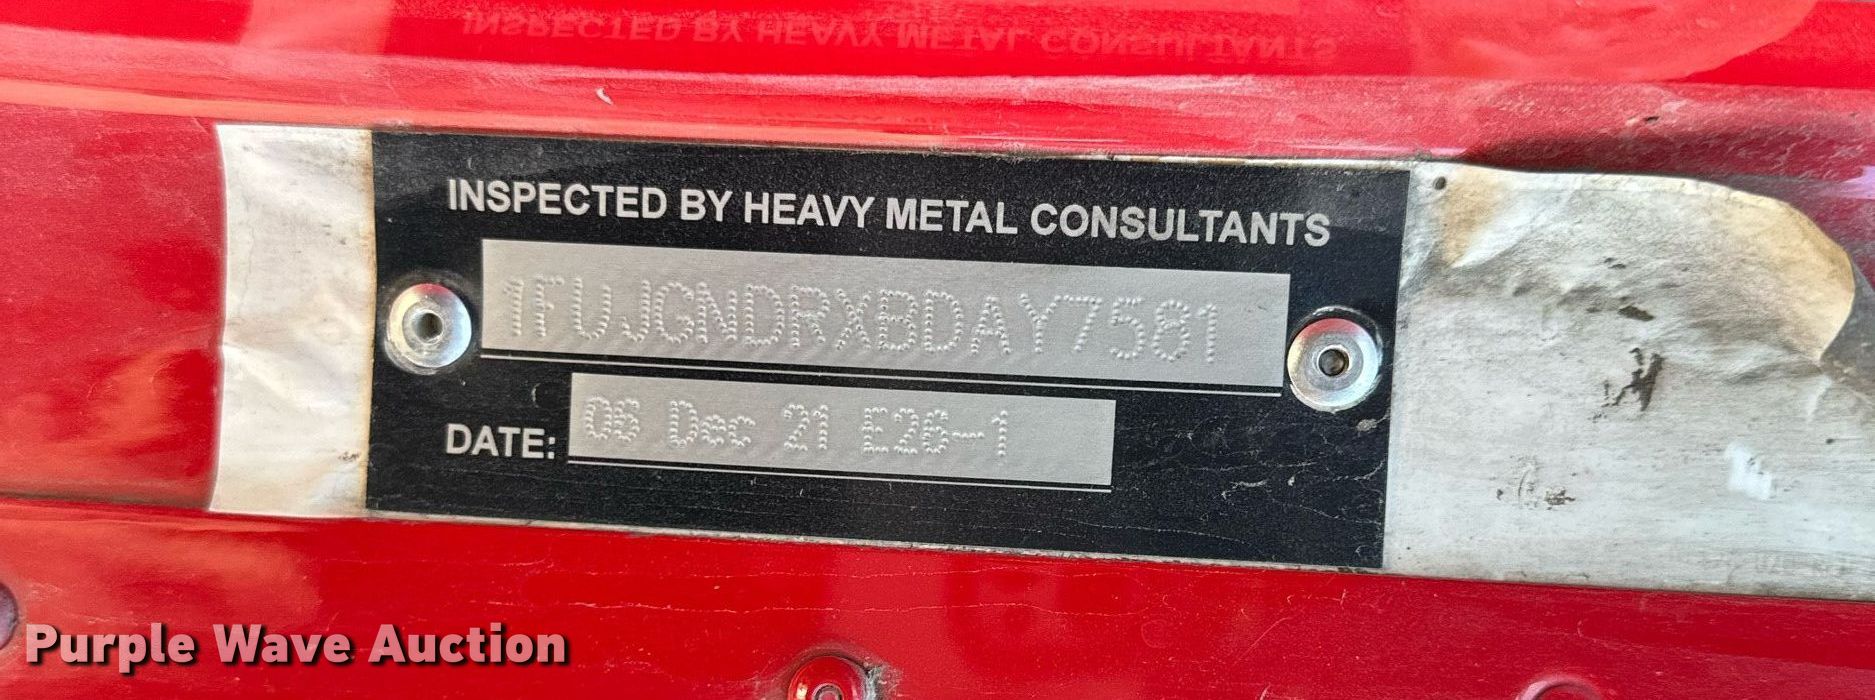 INSPECTED BY HEAVY METAL CONSULTANTS
1FUJGNDRXBDAY7581
DATE: 06 Dec 21 E26-1
Purple Wave Auction